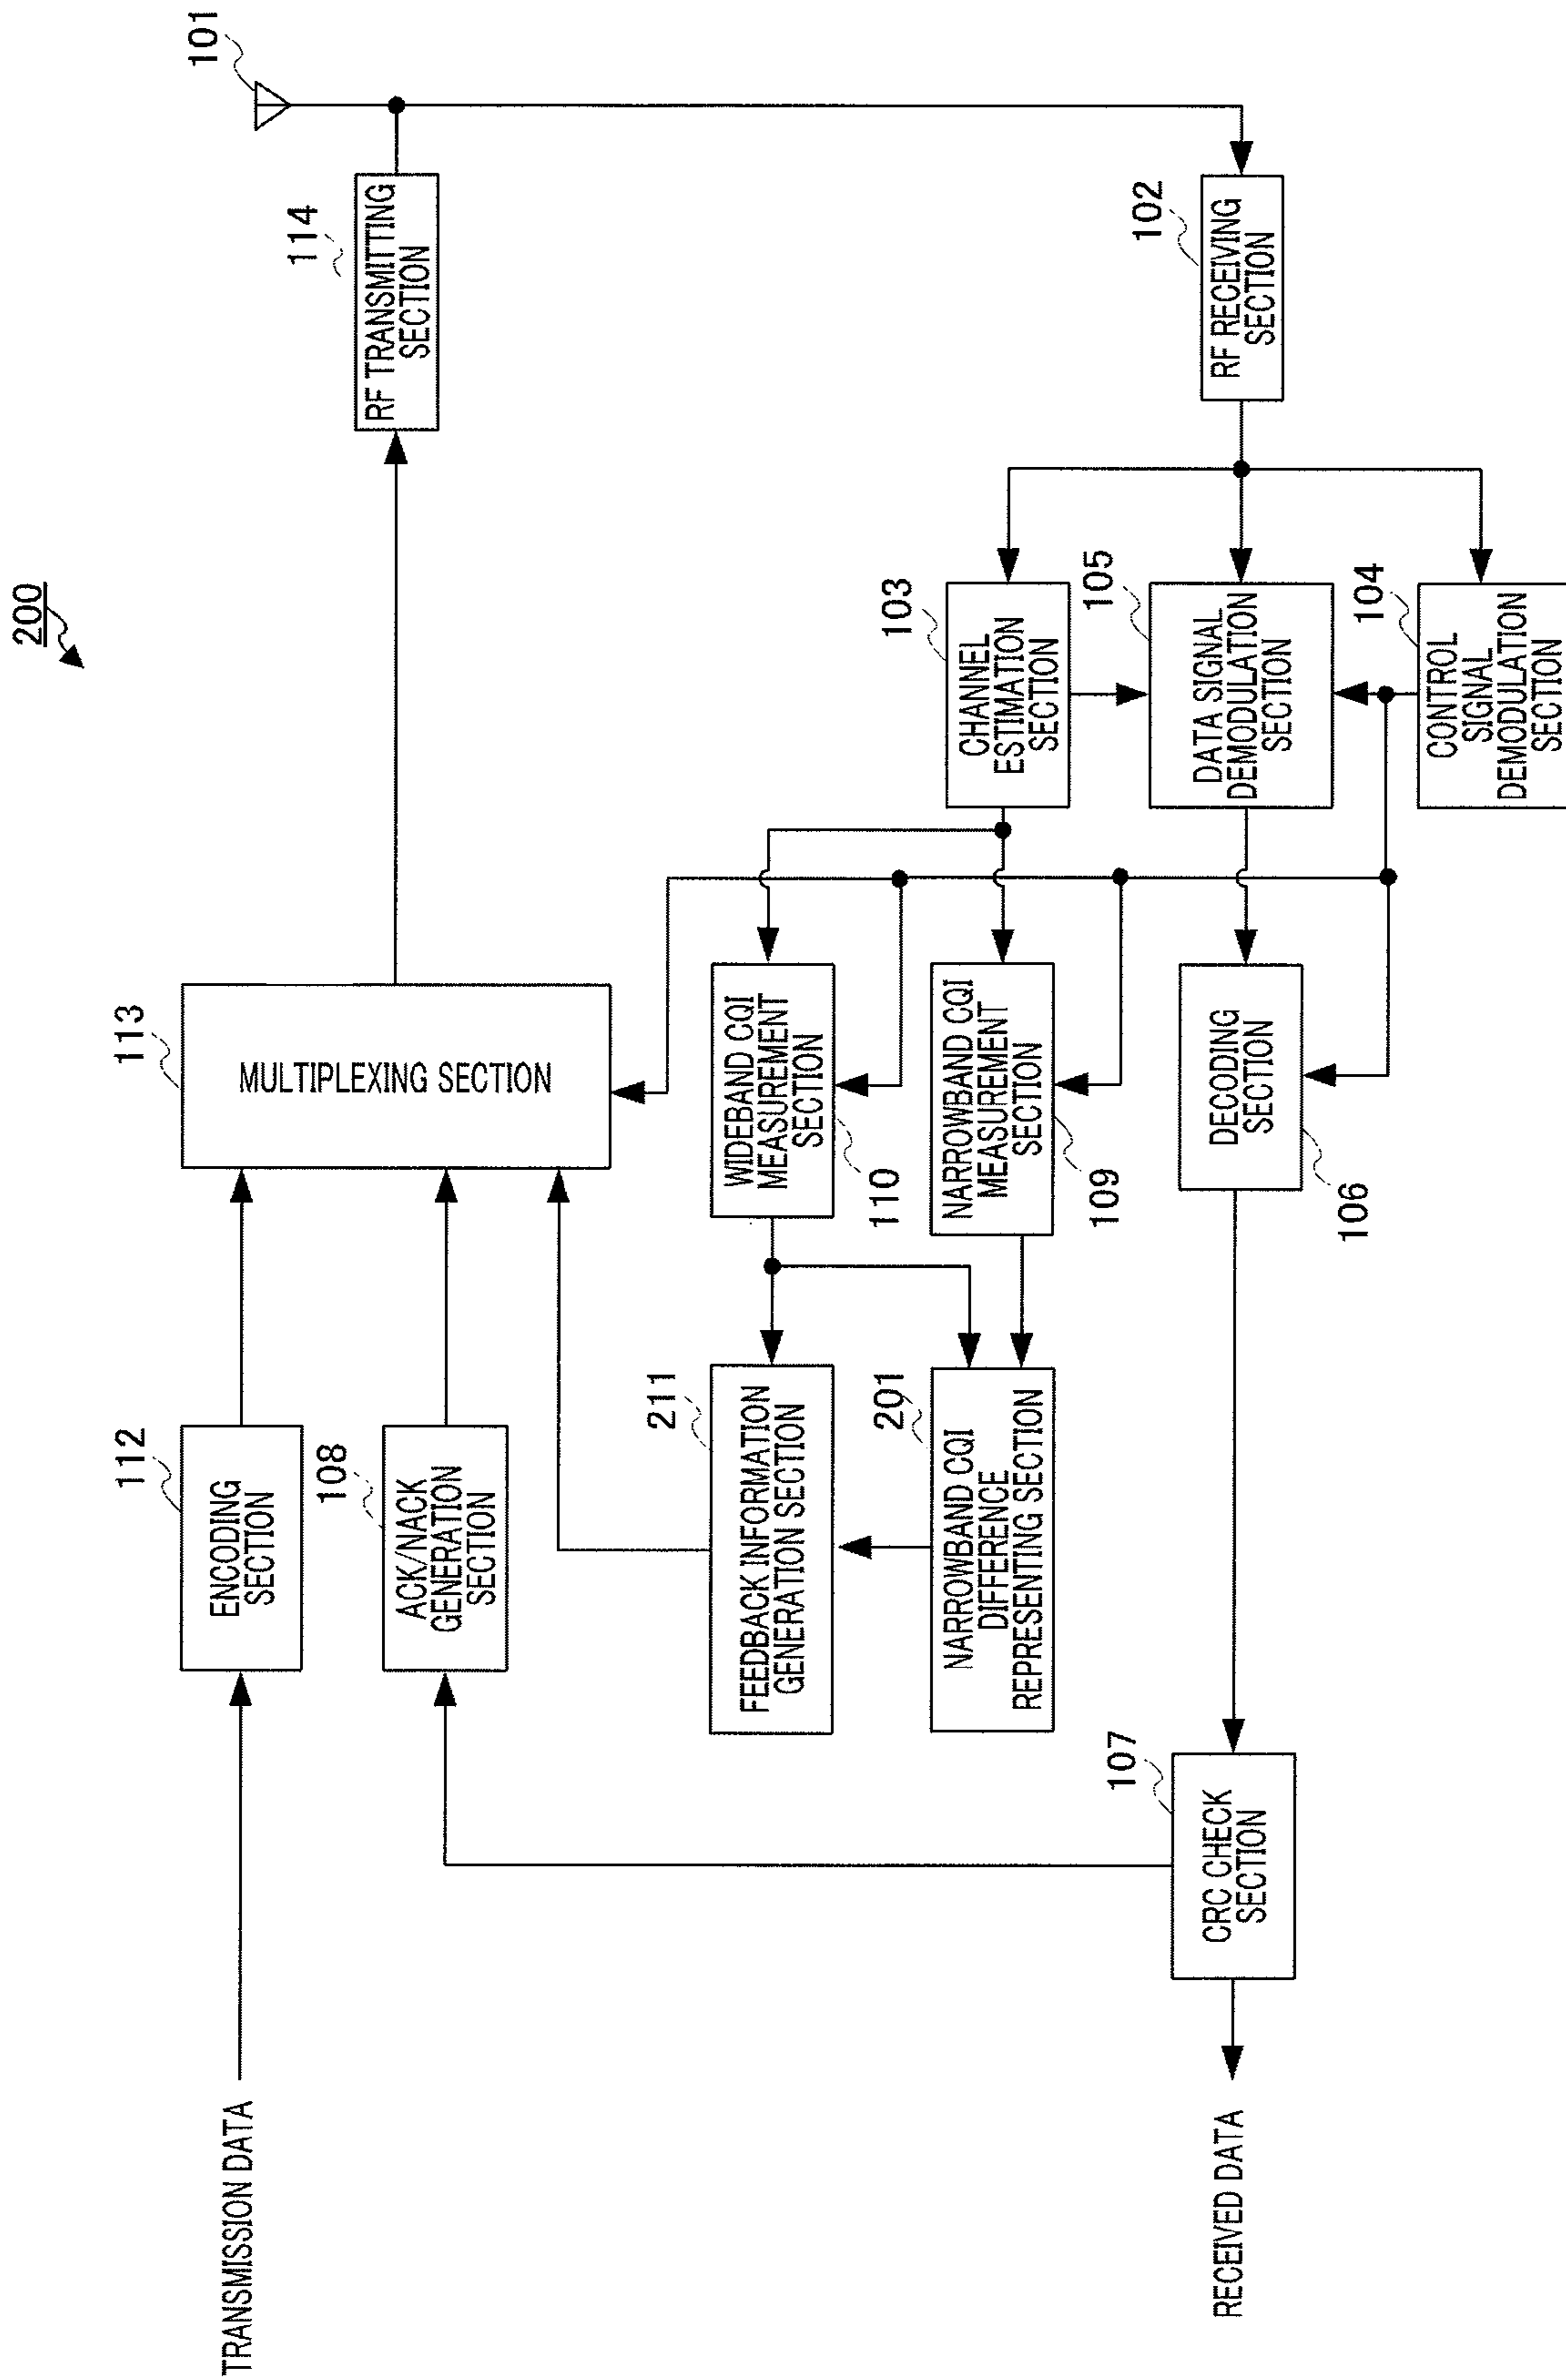 200
101
114
RF TRANSMITTING
SECTION
102
RF RECEIVING
SECTION
113
MULTIPLEXING SECTION
103
CHANNEL
ESTIMATION
SECTION
105
DATA SIGNAL
DEMODULATION
SECTION
104
CONTROL
SIGNAL
DEMODULATION
SECTION
WIDEBAND CQI
MEASUREMENT
SECTION
110
NARROWBAND CQI
MEASUREMENT
SECTION
109
DECODING
SECTION
106
112
ENCODING
SECTION
108
ACK/NACK
GENERATION
SECTION
211
FEEDBACK INFORMATION
GENERATION SECTION
201
NARROWBAND CQI
DIFFERENCE
REPRESENTING SECTION
107
CRC CHECK
SECTION
TRANSMISSION DATA
RECEIVED DATA